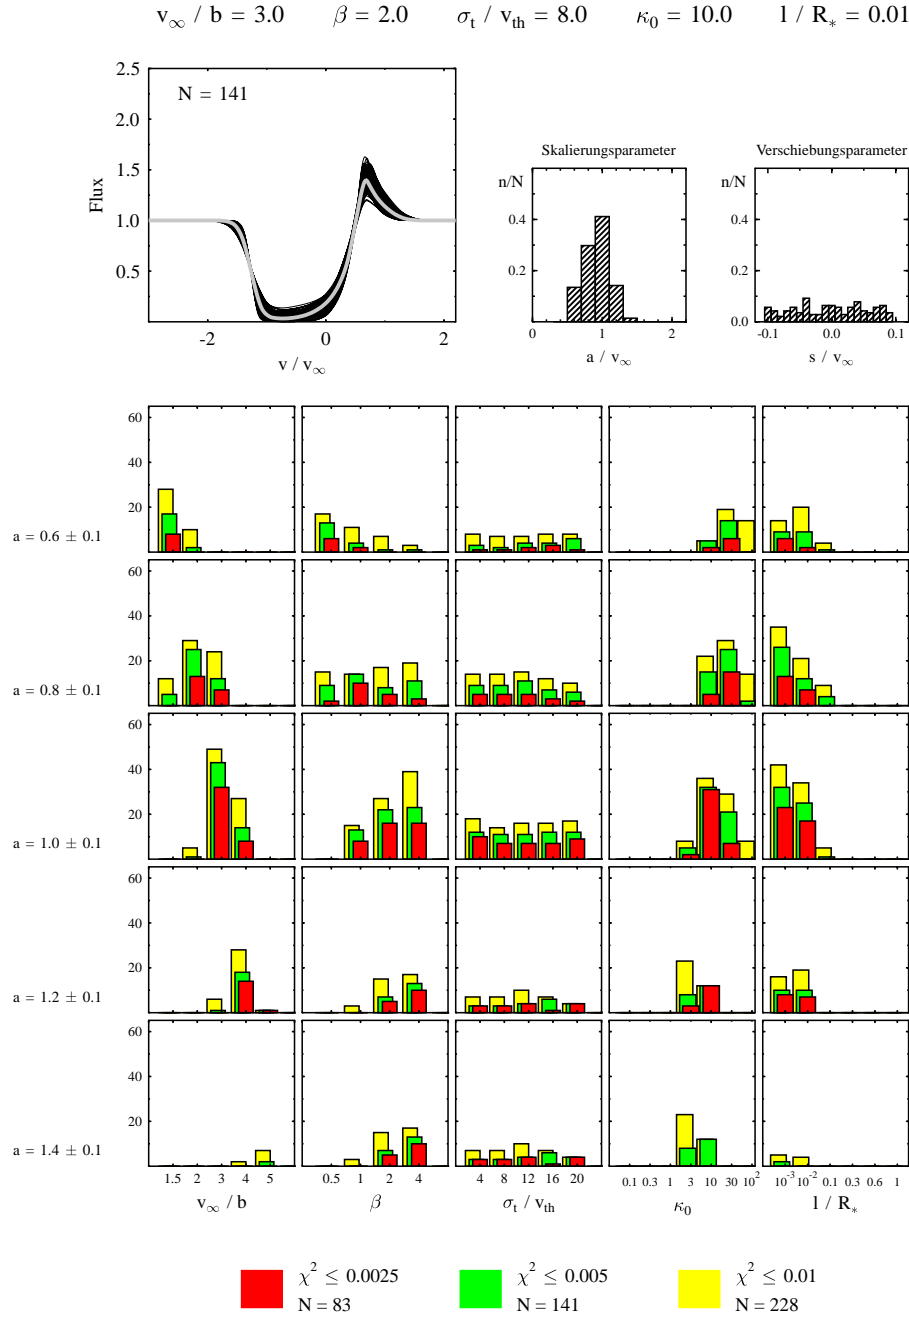 v∞ / b = 3.0 β = 2.0 σt / vth = 8.0 κ0 = 10.0 l / R* = 0.01
2.5
2.0
1.5
1.0
0.5
Flux
N = 141
-2 0 2
v / v∞
Skalierungsparameter
n/N
0.4
0.2
0 1 2
a / v∞
Verschiebungsparameter
n/N
0.4
0.2
0.0
-0.1 0.0 0.1
s / v∞
60
40
20
a = 0.6 ± 0.1
60
40
20
a = 0.8 ± 0.1
60
40
20
a = 1.0 ± 0.1
60
40
20
a = 1.2 ± 0.1
60
40
20
a = 1.4 ± 0.1
1.5 2 3 4 5
v∞ / b
0.5 1 2 4
β
4 8 12 16 20
σt / vth
0.1 0.3 1 3 10 30 10²
κ0
10⁻³ 10⁻² 0.1 0.3 0.6 1
l / R*
χ² ≤ 0.0025
N = 83
χ² ≤ 0.005
N = 141
χ² ≤ 0.01
N = 228